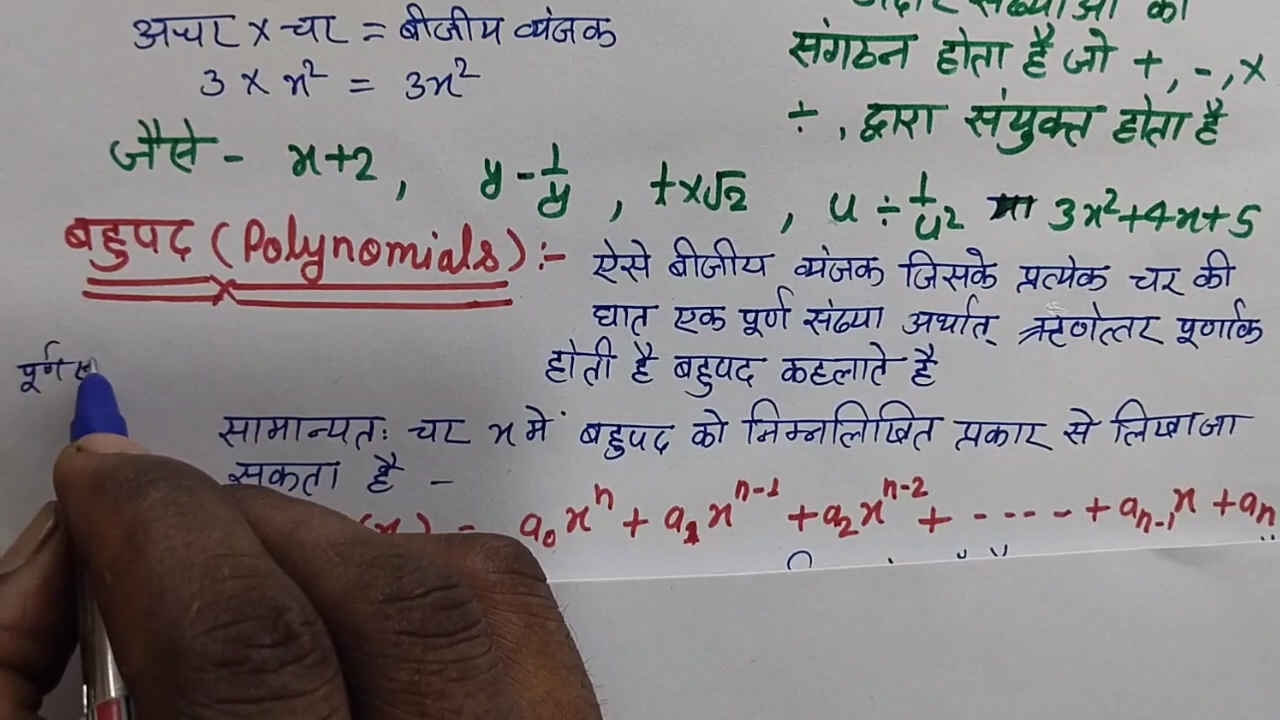 अचर × चर = बीजीय व्यंजक
3 × x² = 3x²
संगठन होता है जो +, -, ×
÷, द्वारा संयुक्त होता है
जैसे - x+2, y - 1/y, t×√2, u ÷ 1/u² या 3x²+4x+5
बहुपद (Polynomials) :-
ऐसे बीजीय व्यंजक जिसके प्रत्येक चर की
घात एक पूर्ण संख्या अर्थात् ऋणेत्तर पूर्णांक
होती है बहुपद कहलाते है
पूर्ण
सामान्यतः चर x में बहुपद को निम्नलिखित प्रकार से लिखा जा
सकता है -
(x) = a₀xⁿ + a₁xⁿ⁻¹ + a₂xⁿ⁻² + ----- + aₙ₋₁x + aₙ